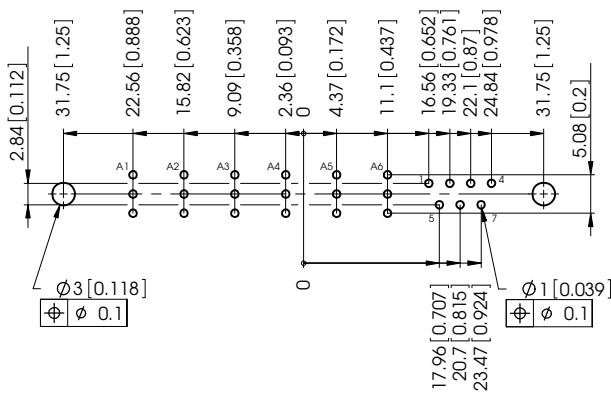 2.84 [0.112]
31.75 [1.25]
22.56 [0.888]
15.82 [0.623]
9.09 [0.358]
2.36 [0.093]
0
4.37 [0.172]
11.1 [0.437]
16.56 [0.652]
19.33 [0.761]
22.1 [0.87]
24.84 [0.978]
31.75 [1.25]
5.08 [0.2]
A1
A2
A3
A4
A5
A6
1
4
5
7
0
Ø3 [0.118]
⌖ Ø 0.1
Ø1 [0.039]
⌖ Ø 0.1
17.96 [0.707]
20.7 [0.815]
23.47 [0.924]